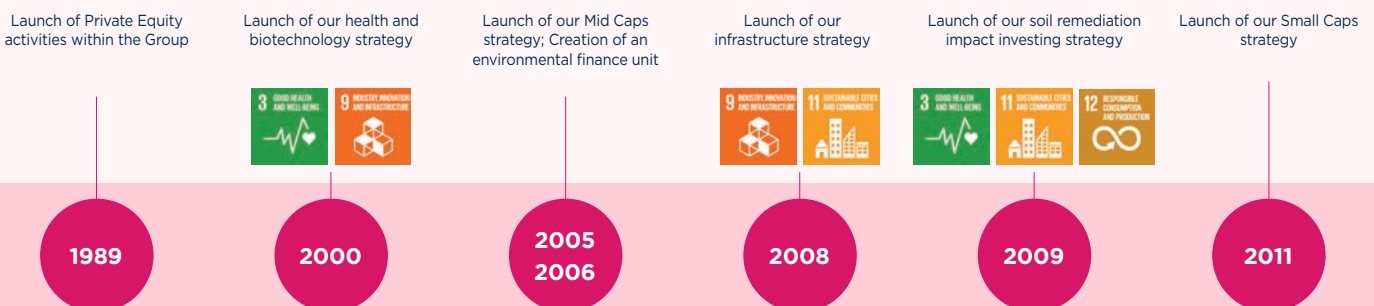 Launch of Private Equity
activities within the Group
Launch of our health and
biotechnology strategy
3 GOOD HEALTH
AND WELL-BEING
9 INDUSTRY, INNOVATION
AND INFRASTRUCTURE
Launch of our Mid Caps
strategy; Creation of an
environmental finance unit
Launch of our
infrastructure strategy
9 INDUSTRY, INNOVATION
AND INFRASTRUCTURE
11 SUSTAINABLE CITIES
AND COMMUNITIES
Launch of our soil remediation
impact investing strategy
3 GOOD HEALTH
AND WELL-BEING
11 SUSTAINABLE CITIES
AND COMMUNITIES
12 RESPONSIBLE
CONSUMPTION
AND PRODUCTION
Launch of our Small Caps
strategy
1989
2000
2005
2006
2008
2009
2011